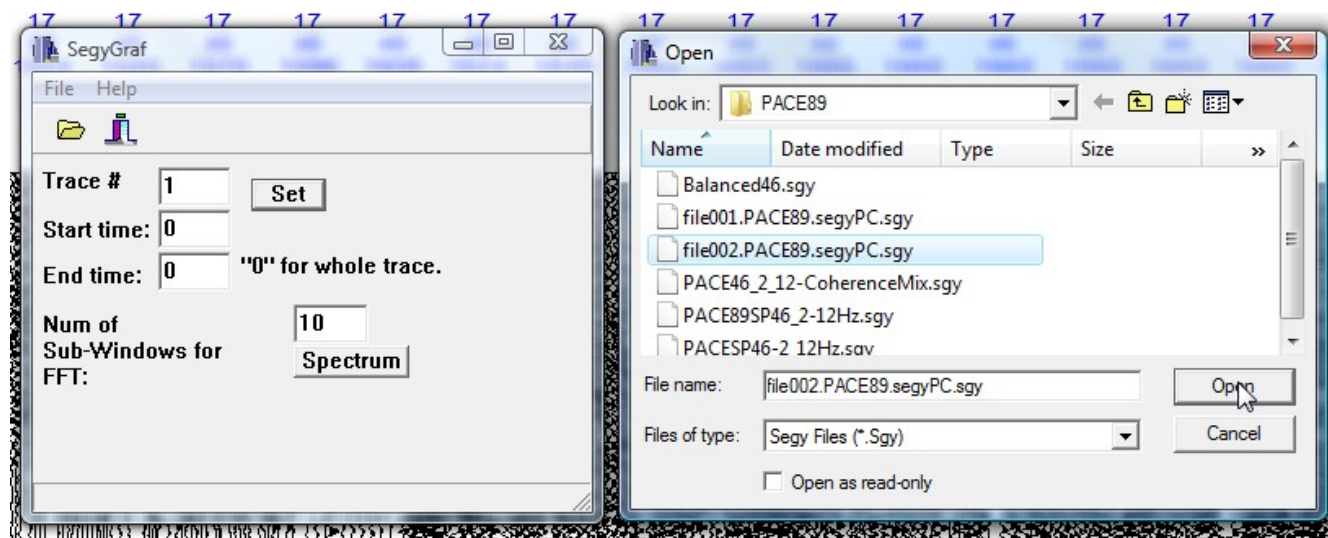 17 17 17 17 17 17 17 17 17 17 17 17 17 17 17
SegyGraf
File Help
Trace # 1 Set
Start time: 0
End time: 0 "0" for whole trace.
Num of 10
Sub-Windows for
FFT: Spectrum
Open
Look in: PACE89
Name Date modified Type Size »
Balanced46.sgy
file001.PACE89.segyPC.sgy
file002.PACE89.segyPC.sgy
PACE46_2_12-CoherenceMix.sgy
PACE89SP46_2-12Hz.sgy
PACESP46-2 12Hz.sgy
File name: file002.PACE89.segyPC.sgy Open
Files of type: Segy Files (*.Sgy) Cancel
Open as read-only